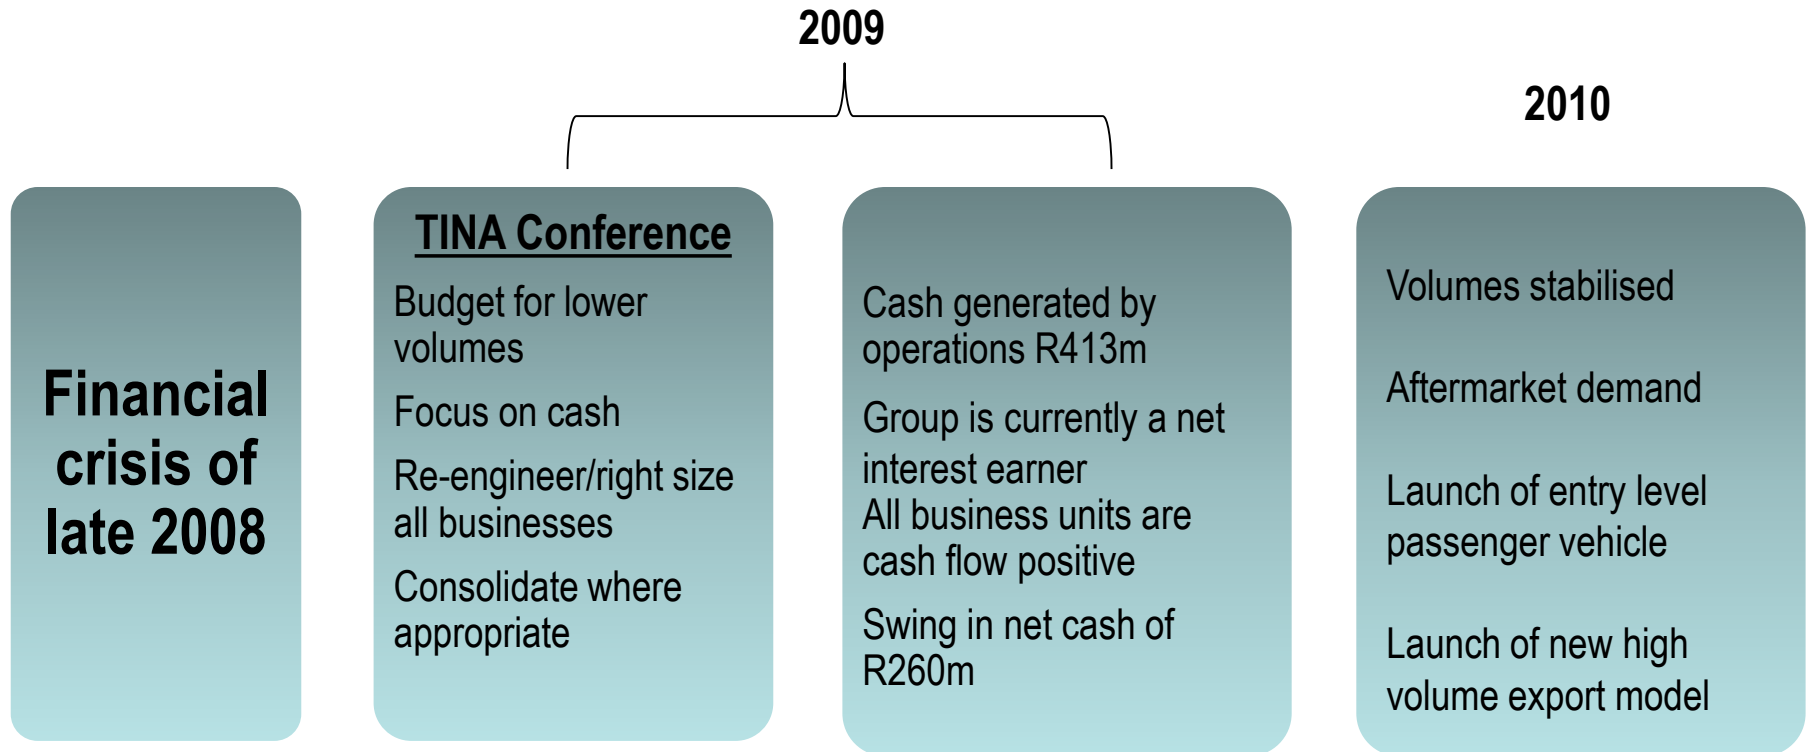 2009
2010
Financial
crisis of
late 2008
TINA Conference
Budget for lower
volumes
Focus on cash
Re-engineer/right size
all businesses
Consolidate where
appropriate
Cash generated by
operations R413m
Group is currently a net
interest earner
All business units are
cash flow positive
Swing in net cash of
R260m
Volumes stabilised
Aftermarket demand
Launch of entry level
passenger vehicle
Launch of new high
volume export model